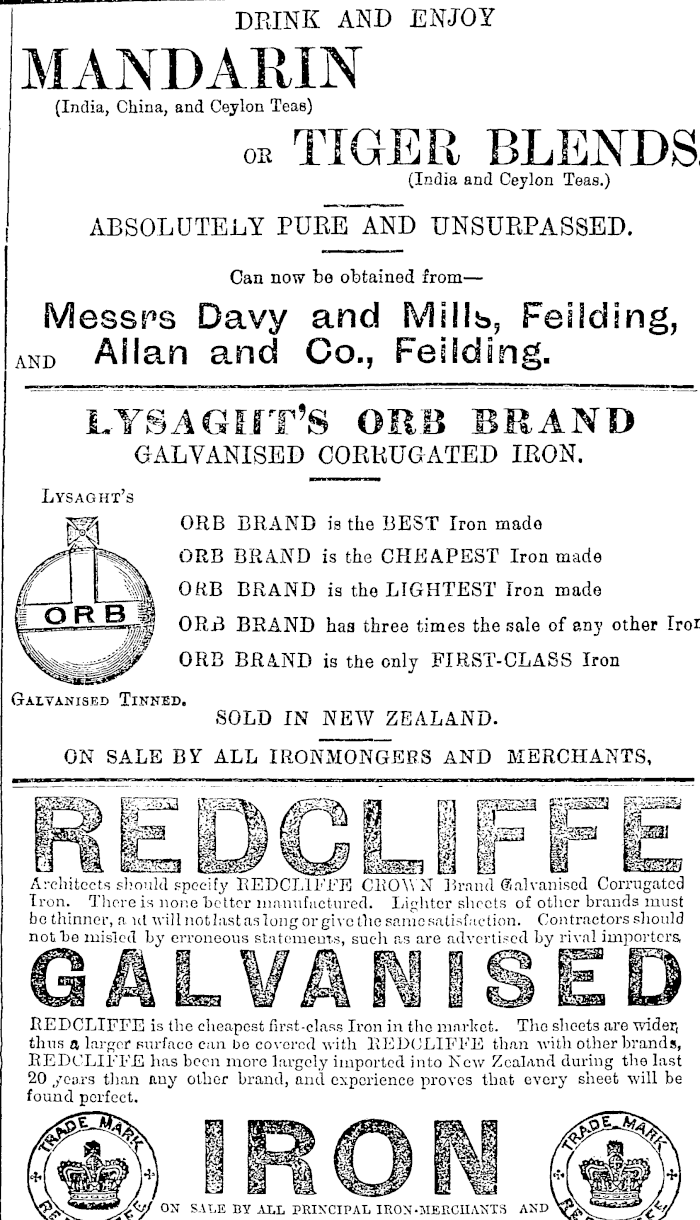 DRINK AND ENJOY
MANDARIN
(India, China, and Ceylon Teas)
OR TIGER BLENDS.
(India and Ceylon Teas.)
ABSOLUTELY PURE AND UNSURPASSED.
Can now be obtained from—
Messrs Davy and Mills, Feilding,
AND Allan and Co., Feilding.
LYSAGHT'S ORB BRAND
GALVANISED CORRUGATED IRON.
LYSAGHT'S
ORB
GALVANISED TINNED.
ORB BRAND is the BEST Iron made
ORB BRAND is the CHEAPEST Iron made
ORB BRAND is the LIGHTEST Iron made
ORB BRAND has three times the sale of any other Iron
ORB BRAND is the only FIRST-CLASS Iron
SOLD IN NEW ZEALAND.
ON SALE BY ALL IRONMONGERS AND MERCHANTS,
REDCLIFFE
Architects should specify REDCLIFFE CROWN Brand Galvanised Corrugated
Iron. There is none better manufactured. Lighter sheets of other brands must
be thinner, and will not last as long or give the same satisfaction. Contractors should
not be misled by erroneous statements, such as are advertised by rival importers.
GALVANISED
REDCLIFFE is the cheapest first-class Iron in the market. The sheets are wider,
thus a larger surface can be covered with REDCLIFFE than with other brands,
REDCLIFFE has been more largely imported into New Zealand during the last
20 years than any other brand, and experience proves that every sheet will be
found perfect.
TRADE MARK
IRON
TRADE MARK
ON SALE BY ALL PRINCIPAL IRON-MERCHANTS AND